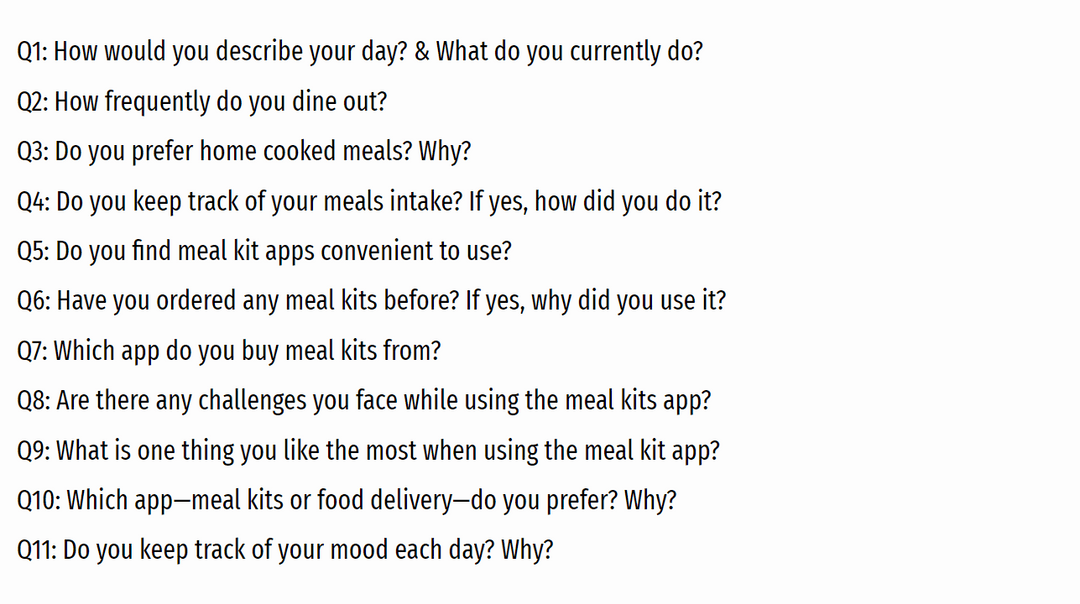 Q1: How would you describe your day? & What do you currently do?
Q2: How frequently do you dine out?
Q3: Do you prefer home cooked meals? Why?
Q4: Do you keep track of your meals intake? If yes, how did you do it?
Q5: Do you find meal kit apps convenient to use?
Q6: Have you ordered any meal kits before? If yes, why did you use it?
Q7: Which app do you buy meal kits from?
Q8: Are there any challenges you face while using the meal kits app?
Q9: What is one thing you like the most when using the meal kit app?
Q10: Which app—meal kits or food delivery—do you prefer? Why?
Q11: Do you keep track of your mood each day? Why?